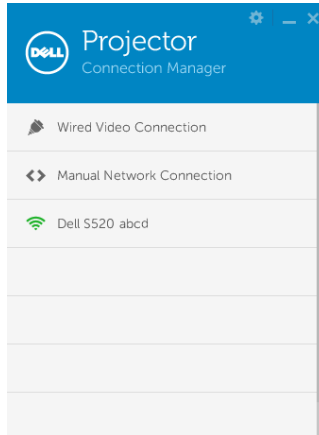 DELL
Projector
Connection Manager
Wired Video Connection
Manual Network Connection
Dell S520 abcd